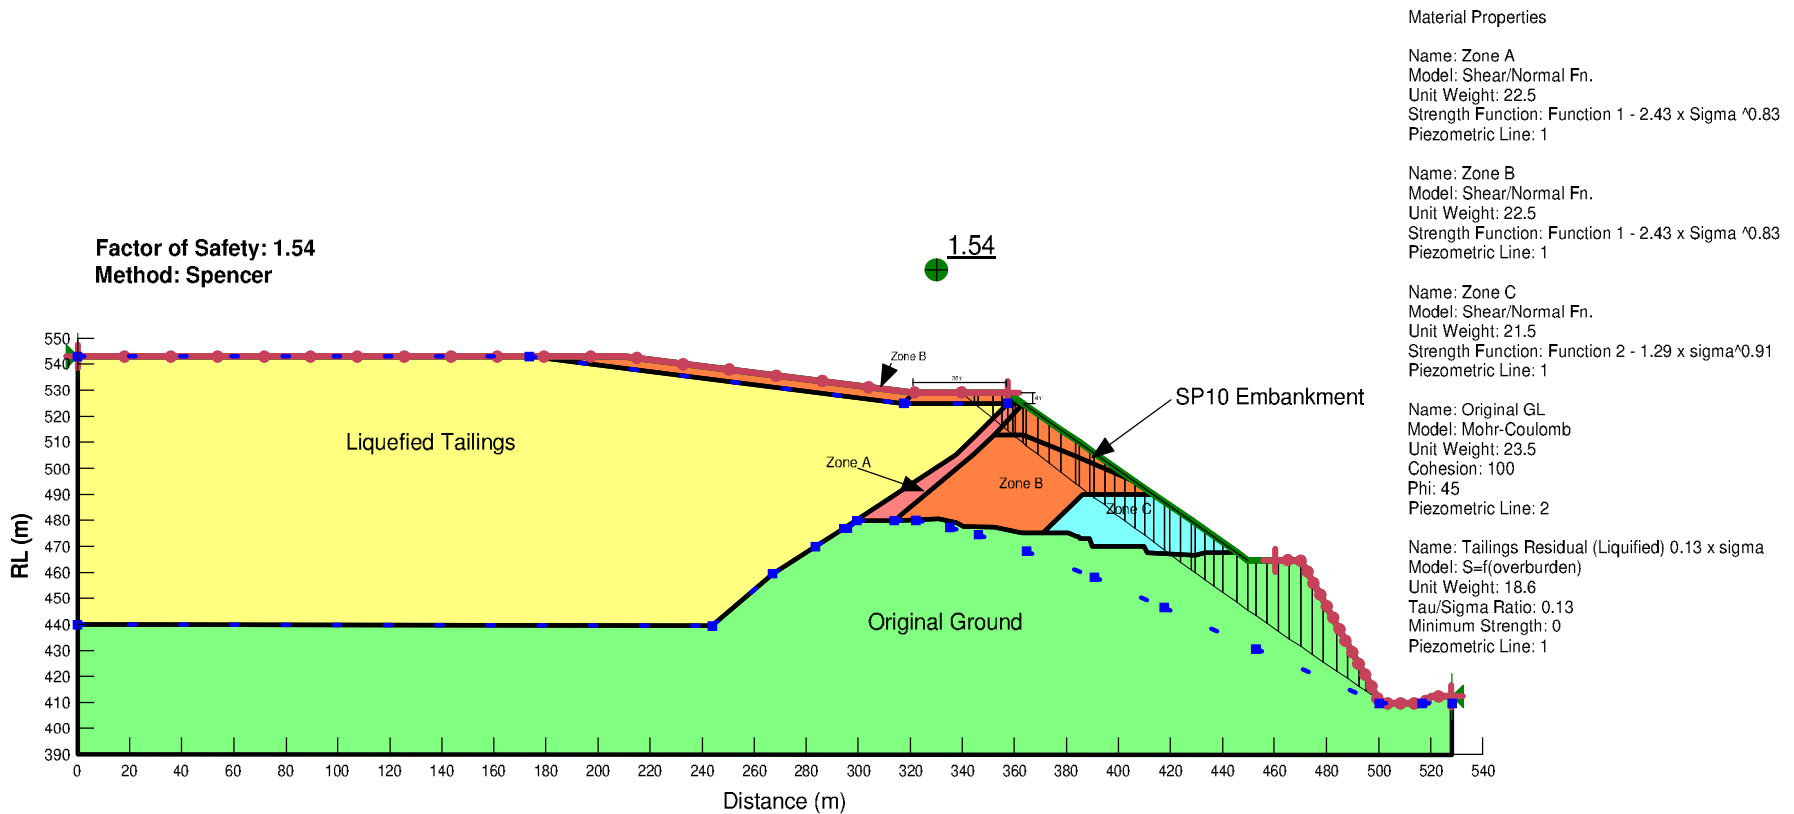 Material Properties
Name: Zone A
Model: Shear/Normal Fn.
Unit Weight: 22.5
Strength Function: Function 1 - 2.43 x Sigma ^0.83
Piezometric Line: 1
Name: Zone B
Model: Shear/Normal Fn.
Unit Weight: 22.5
Strength Function: Function 1 - 2.43 x Sigma ^0.83
Piezometric Line: 1
Name: Zone C
Model: Shear/Normal Fn.
Unit Weight: 21.5
Strength Function: Function 2 - 1.29 x sigma^0.91
Piezometric Line: 1
Name: Original GL
Model: Mohr-Coulomb
Unit Weight: 23.5
Cohesion: 100
Phi: 45
Piezometric Line: 2
Name: Tailings Residual (Liquified) 0.13 x sigma
Model: S=f(overburden)
Unit Weight: 18.6
Tau/Sigma Ratio: 0.13
Minimum Strength: 0
Piezometric Line: 1
Factor of Safety: 1.54
Method: Spencer
1.54
Zone B
SP10 Embankment
Liquefied Tailings
Zone A
Zone B
Zone C
Original Ground
RL (m)
550
540
530
520
510
500
490
480
470
460
450
440
430
420
410
400
390
0 20 40 60 80 100 120 140 160 180 200 220 240 260 280 300 320 340 360 380 400 420 440 460 480 500 520 540
Distance (m)